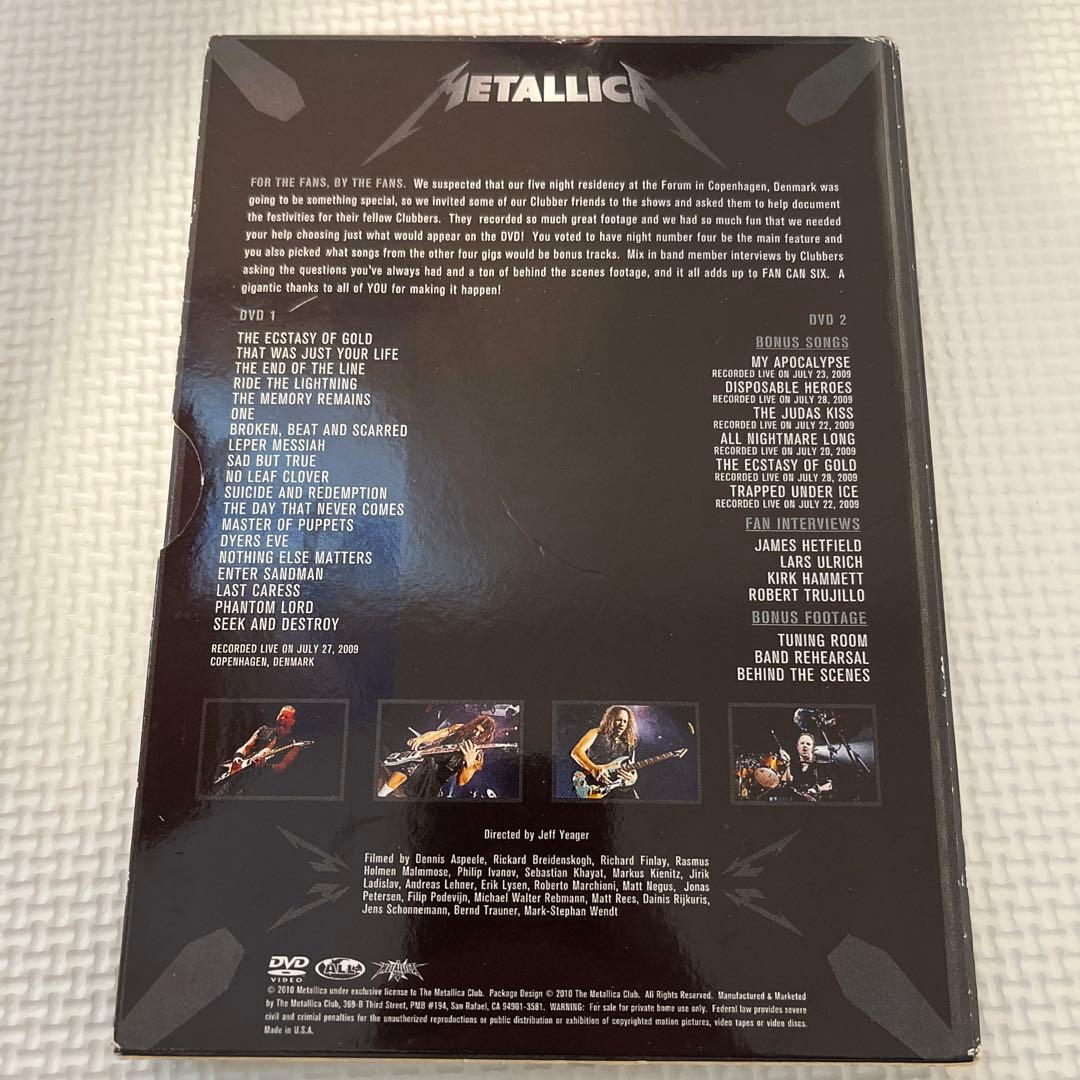 METALLICA
FOR THE FANS, BY THE FANS. We suspected that our five night residency at the Forum in Copenhagen, Denmark was
going to be something special, so we invited some of our Clubber friends to the shows and asked them to help document
the festivities for their fellow Clubbers. They recorded so much great footage and we had so much fun that we needed
your help choosing just what would appear on the DVD! You voted to have night number four be the main feature and
you also picked what songs from the other four gigs would be bonus tracks. Mix in band member interviews by Clubbers
asking the questions you've always had and a ton of behind the scenes footage, and it all adds up to FAN CAN SIX. A
gigantic thanks to all of YOU for making it happen!
DVD 1
THE ECSTASY OF GOLD
THAT WAS JUST YOUR LIFE
THE END OF THE LINE
RIDE THE LIGHTNING
THE MEMORY REMAINS
ONE
BROKEN, BEAT AND SCARRED
LEPER MESSIAH
SAD BUT TRUE
NO LEAF CLOVER
SUICIDE AND REDEMPTION
THE DAY THAT NEVER COMES
MASTER OF PUPPETS
DYERS EVE
NOTHING ELSE MATTERS
ENTER SANDMAN
LAST CARESS
PHANTOM LORD
SEEK AND DESTROY
RECORDED LIVE ON JULY 27, 2009
COPENHAGEN, DENMARK
DVD 2
BONUS SONGS
MY APOCALYPSE
RECORDED LIVE ON JULY 23, 2009
DISPOSABLE HEROES
RECORDED LIVE ON JULY 28, 2009
THE JUDAS KISS
RECORDED LIVE ON JULY 22, 2009
ALL NIGHTMARE LONG
RECORDED LIVE ON JULY 20, 2009
THE ECSTASY OF GOLD
RECORDED LIVE ON JULY 28, 2009
TRAPPED UNDER ICE
RECORDED LIVE ON JULY 22, 2009
FAN INTERVIEWS
JAMES HETFIELD
LARS ULRICH
KIRK HAMMETT
ROBERT TRUJILLO
BONUS FOOTAGE
TUNING ROOM
BAND REHEARSAL
BEHIND THE SCENES
Directed by Jeff Yeager
Filmed by Dennis Aspeele, Rickard Breidenskogh, Richard Finlay, Rasmus
Holmen Malmmose, Philip Ivanov, Sebastian Khayat, Markus Kienitz, Jirik
Ladislav, Andreas Lehner, Erik Lysen, Roberto Marchioni, Matt Negus, Jonas
Petersen, Filip Podevijn, Michael Walter Rebmann, Matt Rees, Dainis Rijkuris,
Jens Schonnemann, Bernd Trauner, Mark-Stephan Wendt
DVD VIDEO ALL
© 2010 Metallica under exclusive license to The Metallica Club. Package Design © 2010 The Metallica Club. All Rights Reserved. Manufactured & Marketed
by The Metallica Club, 369-B Third Street, PMB #194, San Rafael, CA 94901-3581. WARNING: For sale for private home use only. Federal law provides severe
civil and crimial penalties for the unauthorized reproductions or public distribution or exhibition of copyrighted motion pictures, video tapes or video discs.
Made in U.S.A.